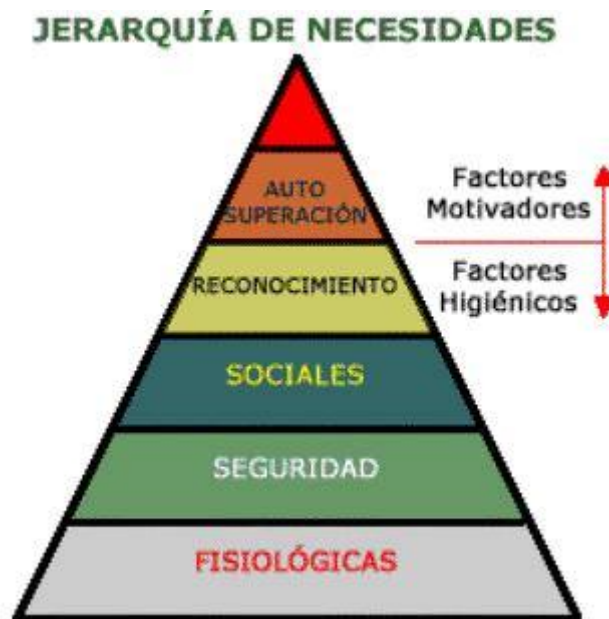 JERARQUÍA DE NECESIDADES
AUTO
SUPERACIÓN
Factores
Motivadores
RECONOCIMIENTO
Factores
Higiénicos
SOCIALES
SEGURIDAD
FISIOLÓGICAS